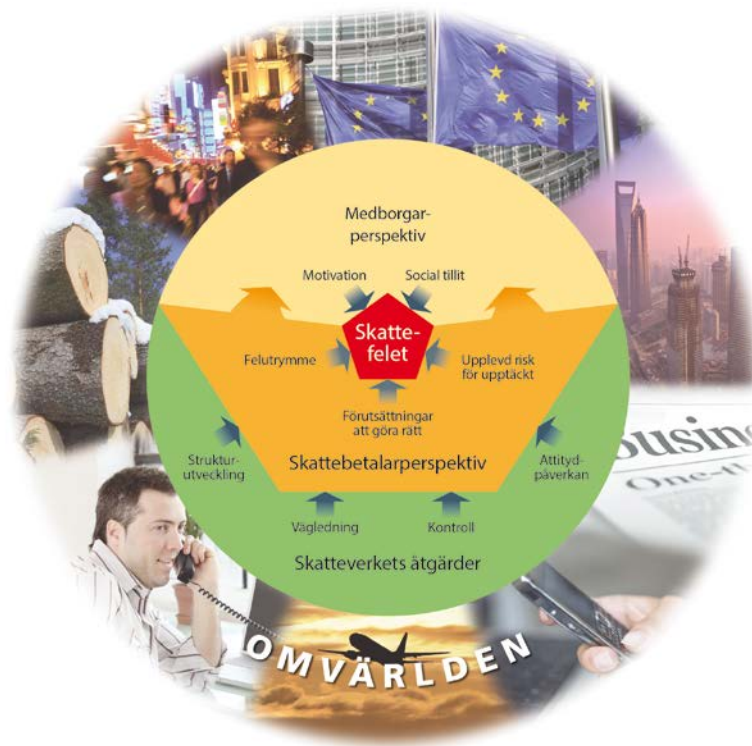 Medborgar-
perspektiv
Motivation
Social tillit
Skatte-
felet
Felutrymme
Upplevd risk
för upptäckt
Förutsättningar
att göra rätt
Struktur-
utveckling
Skattebetalarperspektiv
Attityd-
påverkan
Vägledning
Kontroll
Skatteverkets åtgärder
OMVÄRLDEN
ousin